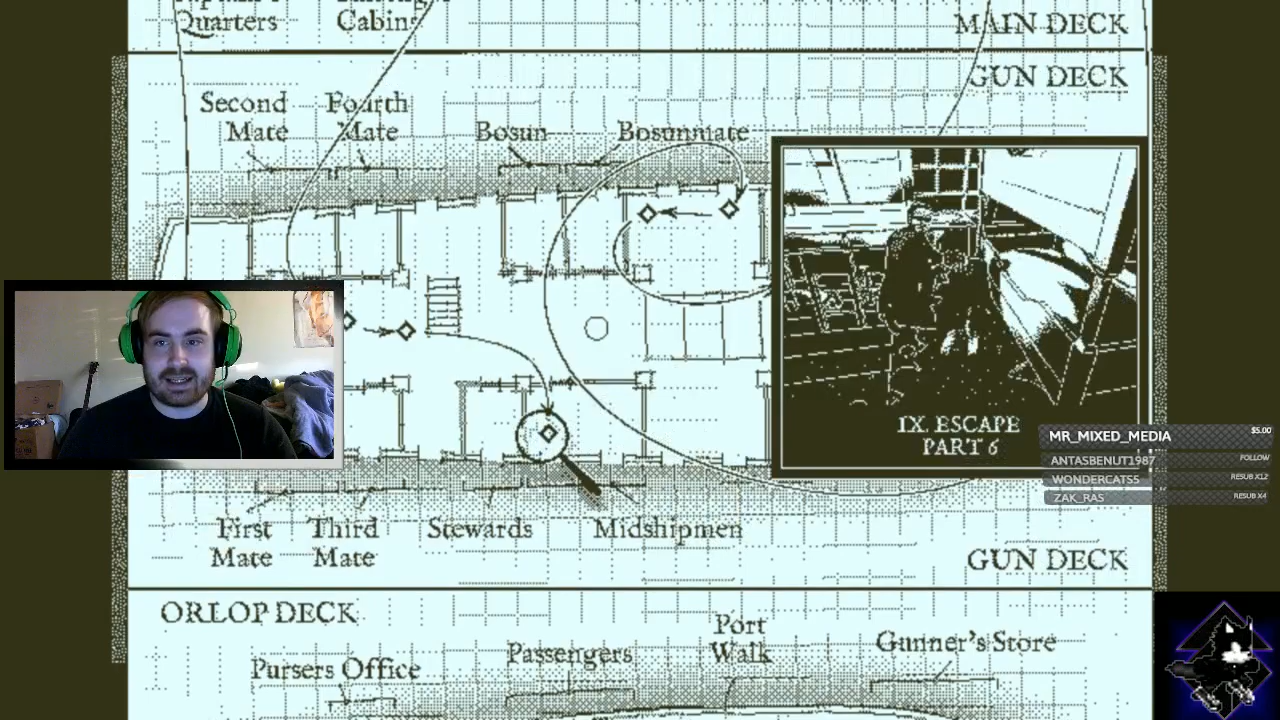 Quarters
Cabins
MAIN DECK
GUN DECK
Second
Mate
Fourth
Mate
Bosun
Bosunmate
IX. ESCAPE
PART 6
MR_MIXED_MEDIA $5.00
ANTASBENUT1987 FOLLOW
WONDERCATS5 RESUB X12
ZAK_RAS RESUB X4
First
Mate
Third
Mate
Stewards
Midshipmen
GUN DECK
ORLOP DECK
Pursers Office
Passengers
Port
Walk
Gunner's Store